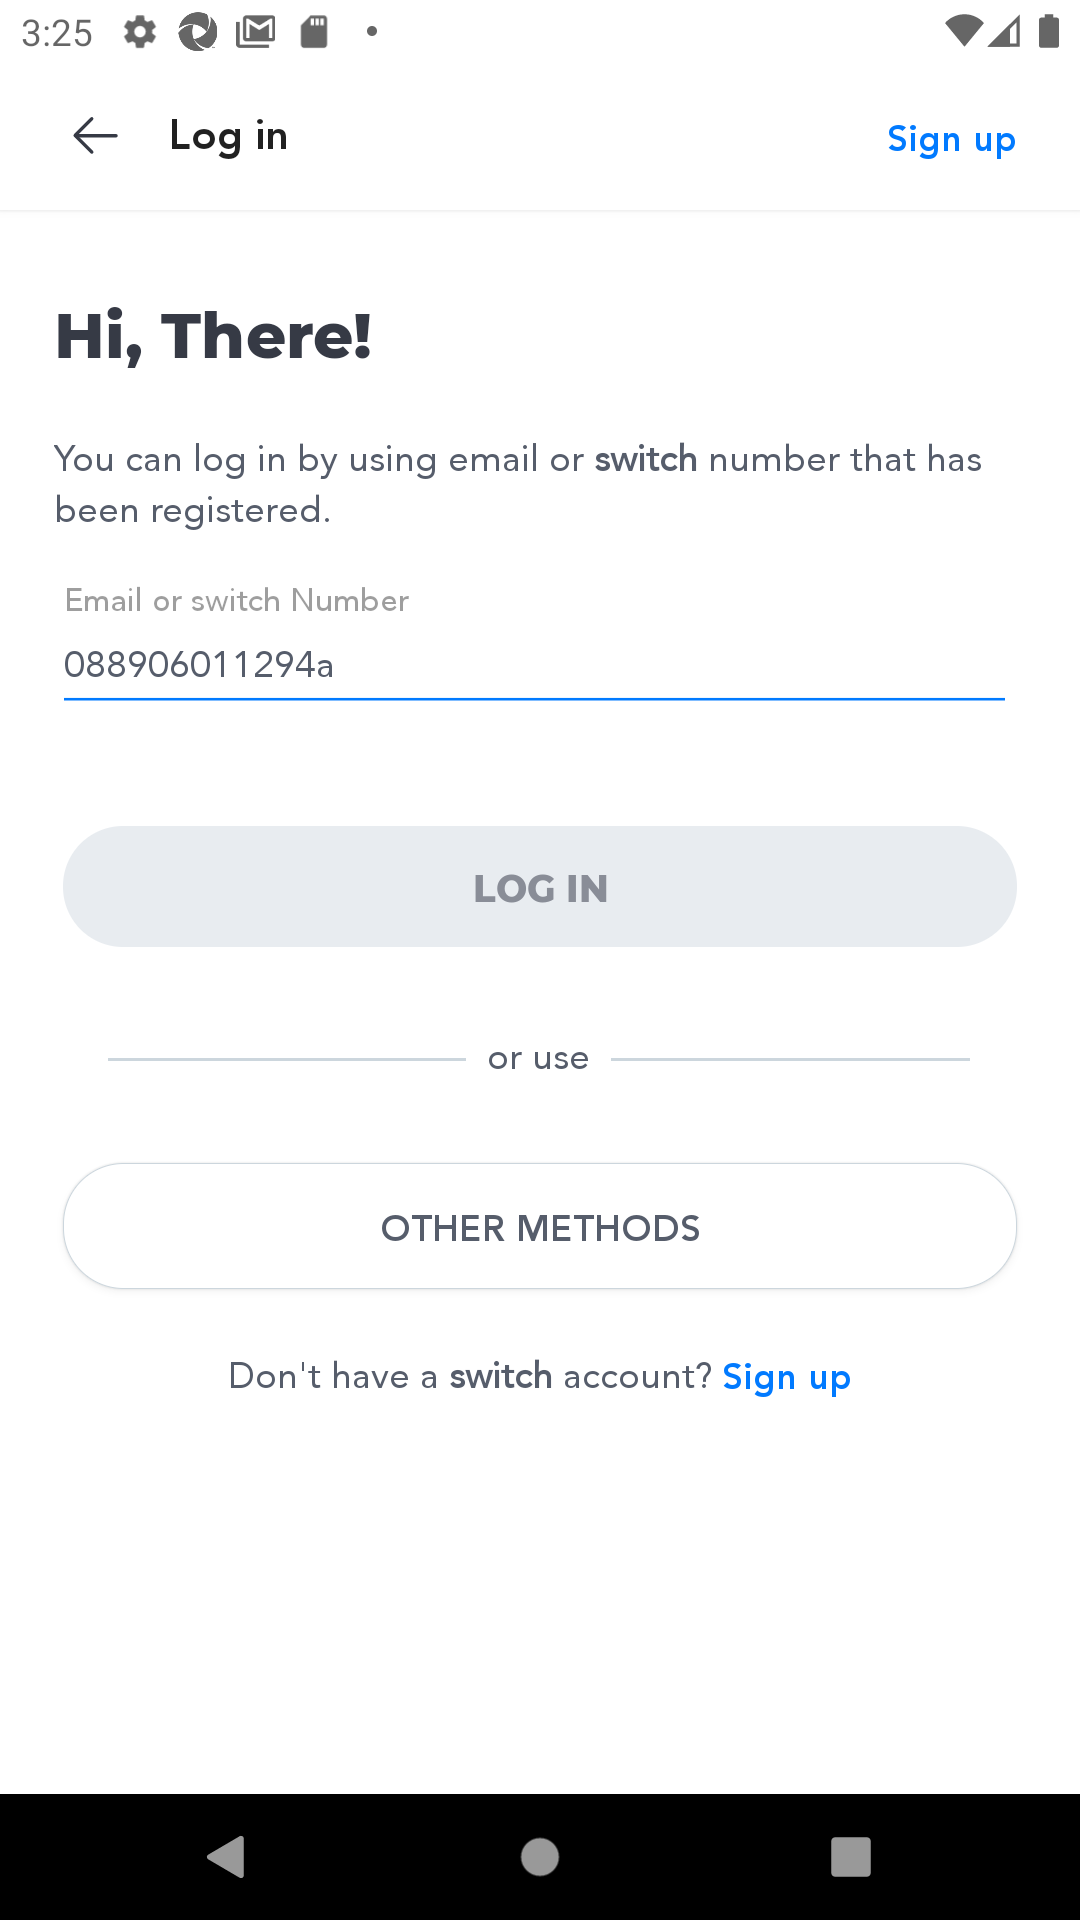 3:25
Log in
Sign up
Hi, There!
You can log in by using email or switch number that has
been registered.
Email or switch Number
088906011294a
LOG IN
or use
OTHER METHODS
Don't have a switch account? Sign up